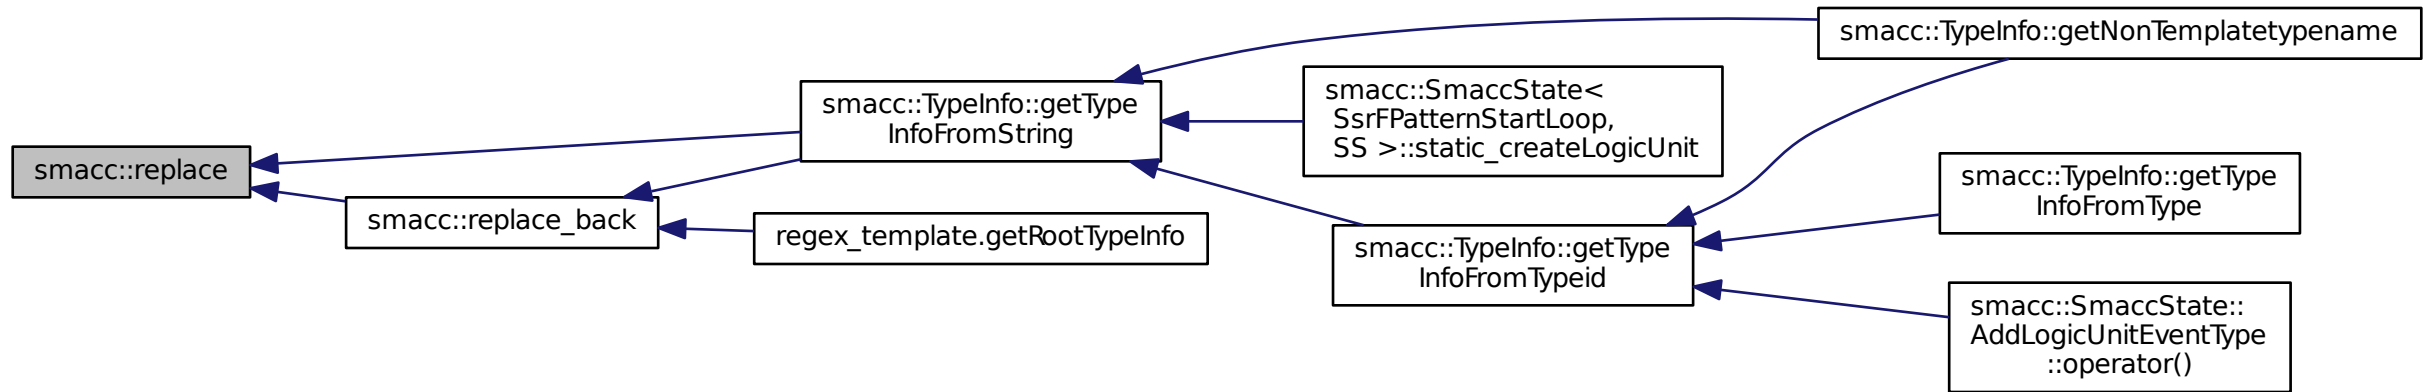 smacc::replace
smacc::replace_back
smacc::TypeInfo::getType
InfoFromString
regex_template.getRootTypeInfo
smacc::SmaccState<
SsrFPatternStartLoop,
SS >::static_createLogicUnit
smacc::TypeInfo::getType
InfoFromTypeid
smacc::TypeInfo::getNonTemplatetypename
smacc::TypeInfo::getType
InfoFromType
smacc::SmaccState::
AddLogicUnitEventType
::operator()